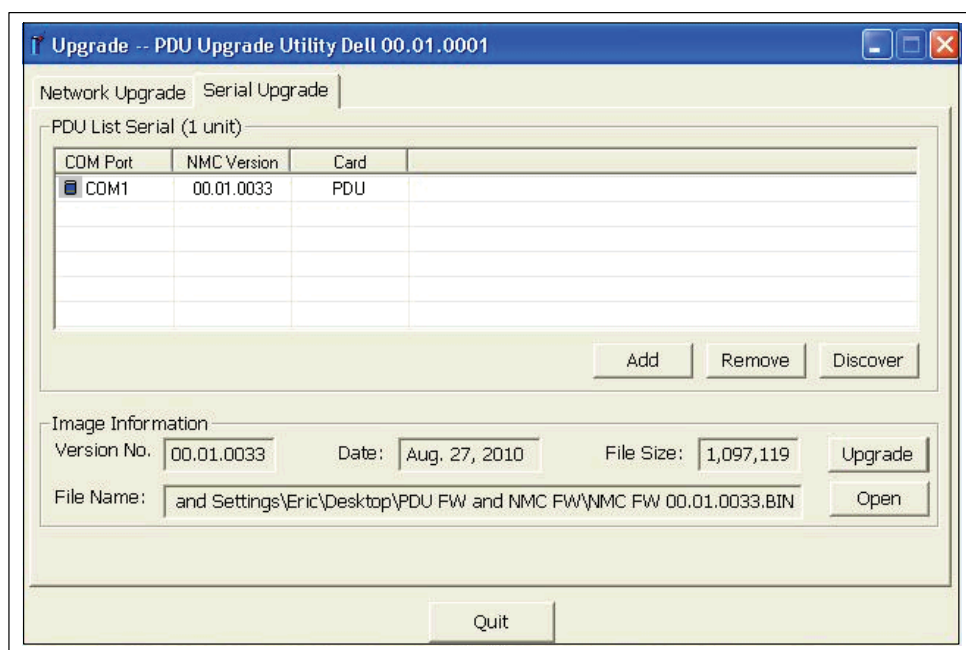 Upgrade -- PDU Upgrade Utility Dell 00.01.0001
Network Upgrade Serial Upgrade
PDU List Serial (1 unit)
COM Port NMC Version Card
COM1 00.01.0033 PDU
Add Remove Discover
Image Information
Version No. 00.01.0033 Date: Aug. 27, 2010 File Size: 1,097,119 Upgrade
File Name: and Settings\Eric\Desktop\PDU FW and NMC FW\NMC FW 00.01.0033.BIN Open
Quit